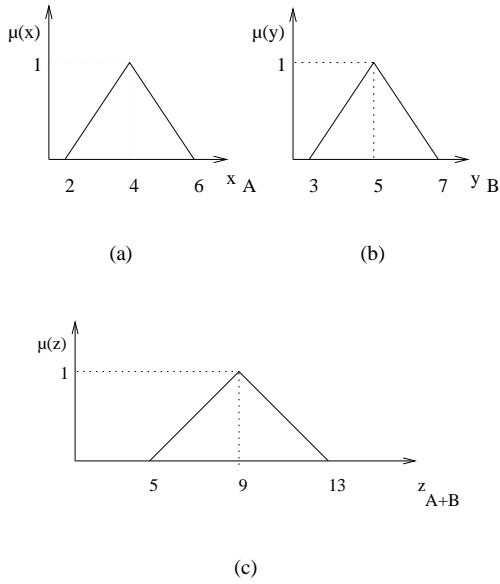 μ(x)
1
2 4 6 x A
(a)
μ(y)
1
3 5 7 y B
(b)
μ(z)
1
5 9 13 z A+B
(c)